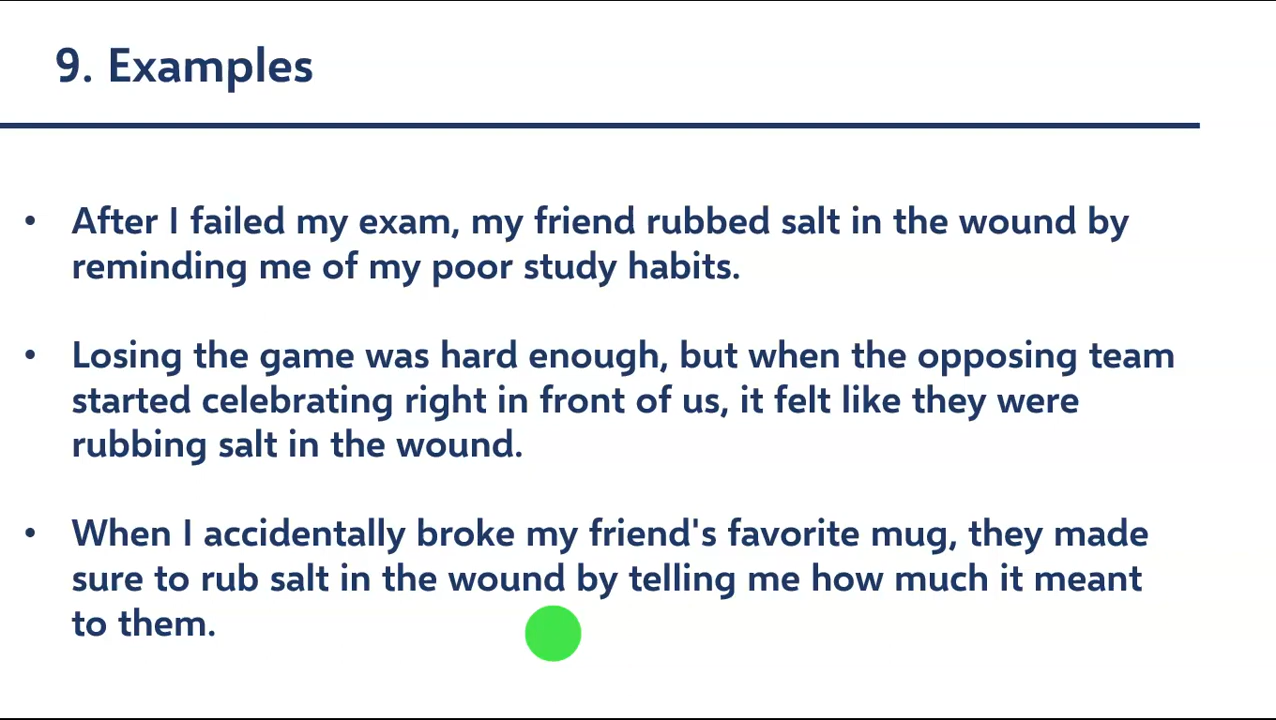 9. Examples
• After I failed my exam, my friend rubbed salt in the wound by
reminding me of my poor study habits.
• Losing the game was hard enough, but when the opposing team
started celebrating right in front of us, it felt like they were
rubbing salt in the wound.
• When I accidentally broke my friend's favorite mug, they made
sure to rub salt in the wound by telling me how much it meant
to them.